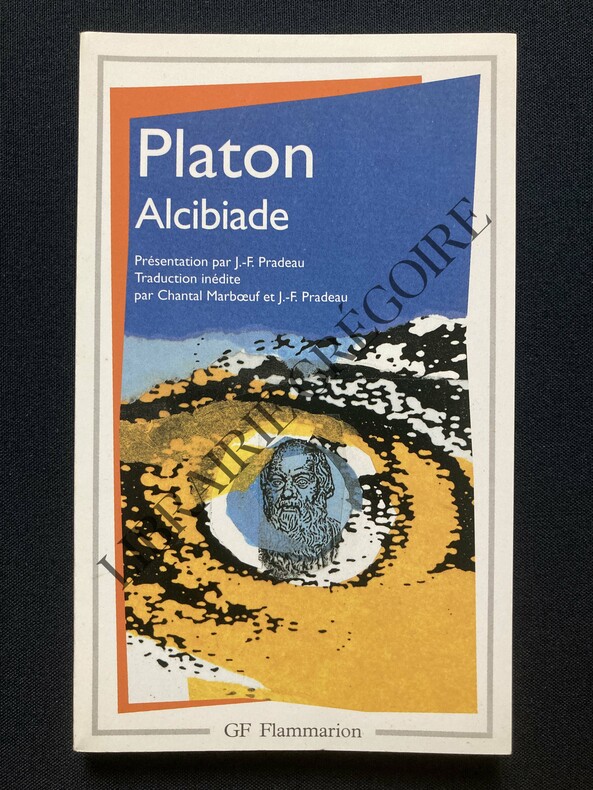 Platon
Alcibiade
Présentation par J.-F. Pradeau
Traduction inédite
par Chantal Marbœuf et J.-F. Pradeau
LIBRAIRIE GRÉGOIRE
GF Flammarion